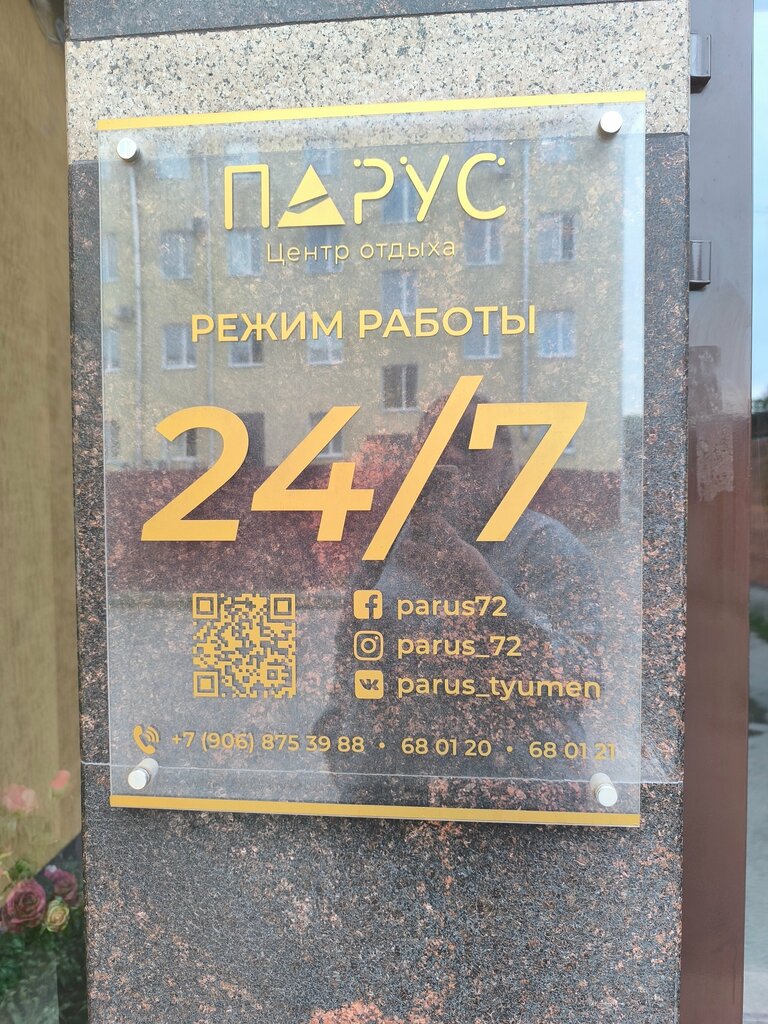 ПАРУС
Центр отдыха
РЕЖИМ РАБОТЫ
24/7
parus72
parus_72
parus_tyumen
+7 (906) 875 39 88 • 68 01 20 • 68 01 21